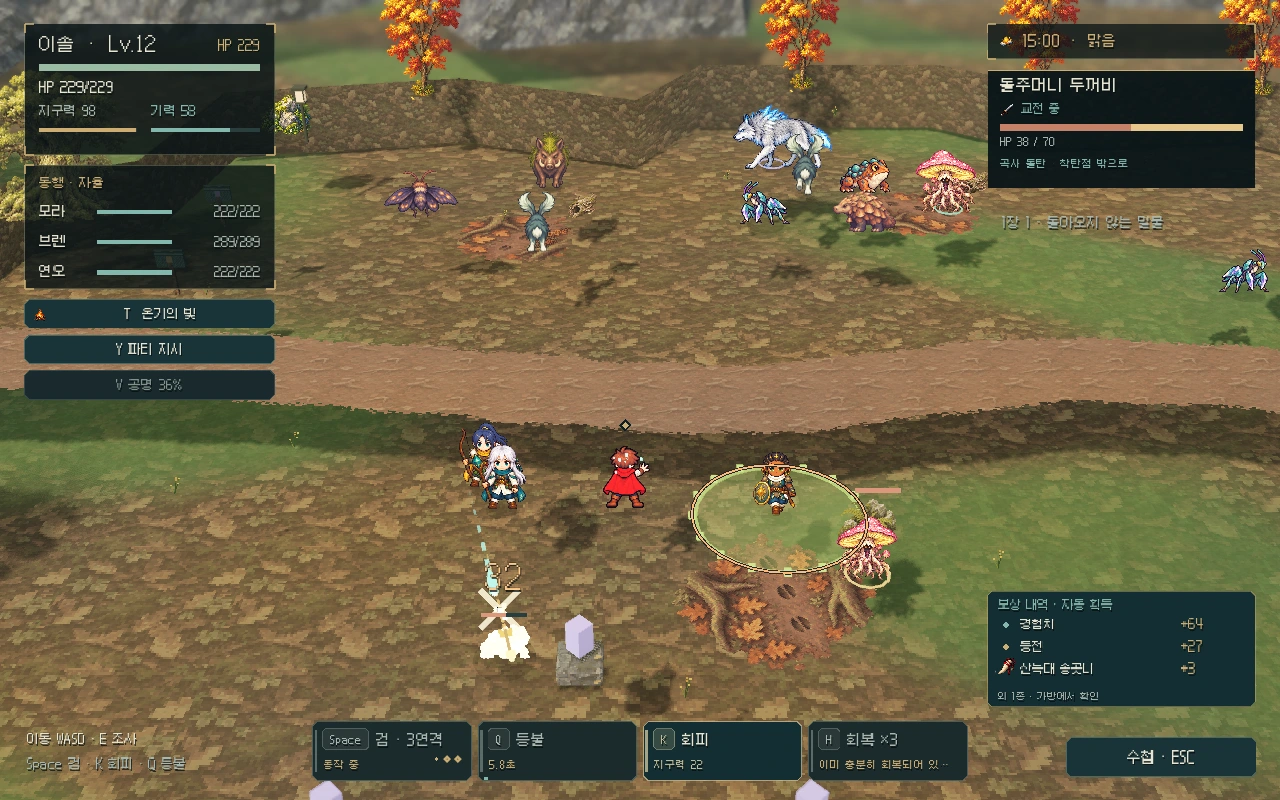 이솔 · Lv.12
HP 229
HP 229/229
지구력 98
기력 58
동행 · 자율
모라 222/222
브렌 289/289
연오 222/222
T 온기의 빛
Y 파티 지시
V 공명 36%
15:00 · 맑음
돌주머니 두꺼비
교전 중
HP 38 / 70
곡사 돌탄 착탄점 밖으로
1장 1 · 돌아오지 않는 밀물
보상 내역 · 자동 획득
경험치 +64
동전 +27
산늑대 송곳니 +3
외 1종 · 가방에서 확인
이동 WASD · E 조사
Space 검 · K 회피 · Q 등불
Space 검 · 3연격
동작 중
Q 등불
5.8초
K 회피
지구력 22
H 회복 ×3
이미 충분히 회복되어 있··
수첩 · ESC